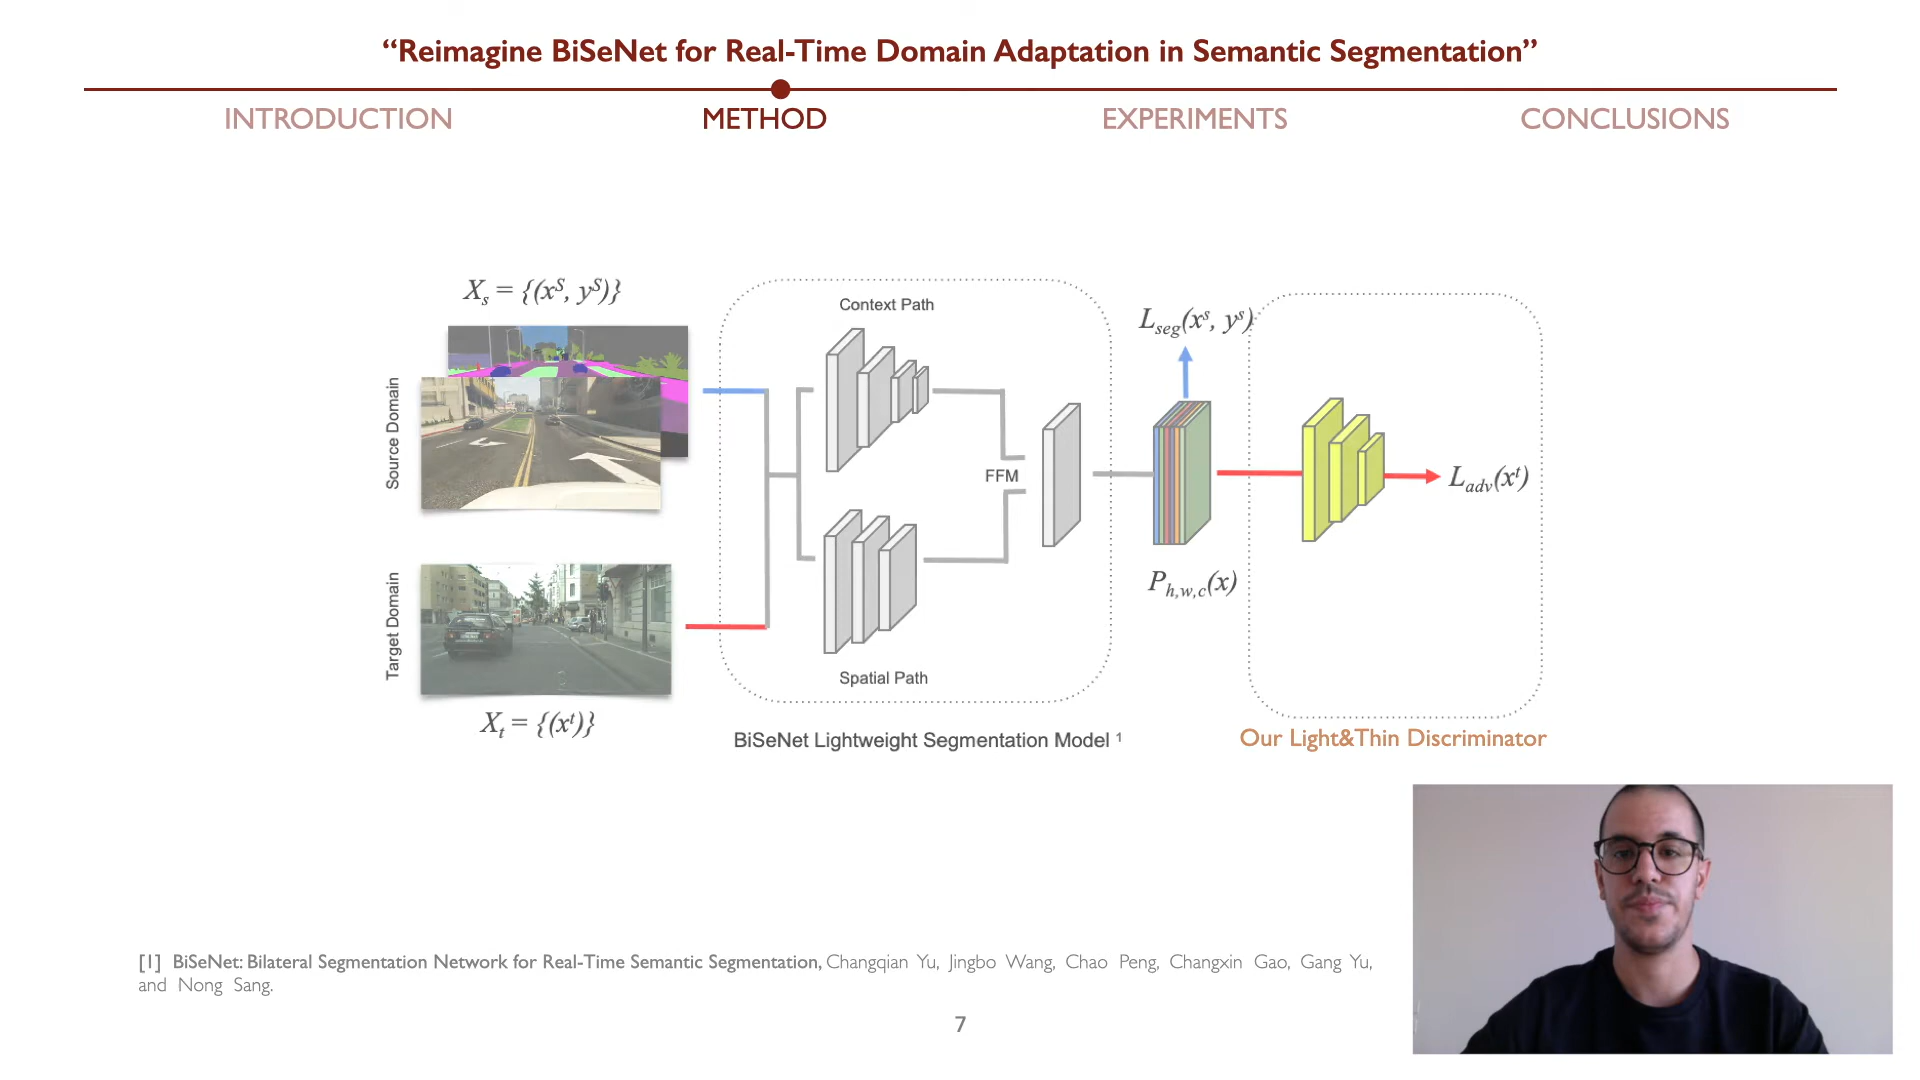 “Reimagine BiSeNet for Real-Time Domain Adaptation in Semantic Segmentation”
INTRODUCTION
METHOD
EXPERIMENTS
CONCLUSIONS
Xₛ = {(xˢ, yˢ)}
Source Domain
Target Domain
Xₜ = {(xᵗ)}
Context Path
FFM
Spatial Path
BiSeNet Lightweight Segmentation Model ¹
L_seg(xˢ, yˢ)
P_h,w,c(x)
L_adv(xᵗ)
Our Light&Thin Discriminator
[1] BiSeNet: Bilateral Segmentation Network for Real-Time Semantic Segmentation, Changqian Yu, Jingbo Wang, Chao Peng, Changxin Gao, Gang Yu,
and Nong Sang.
7